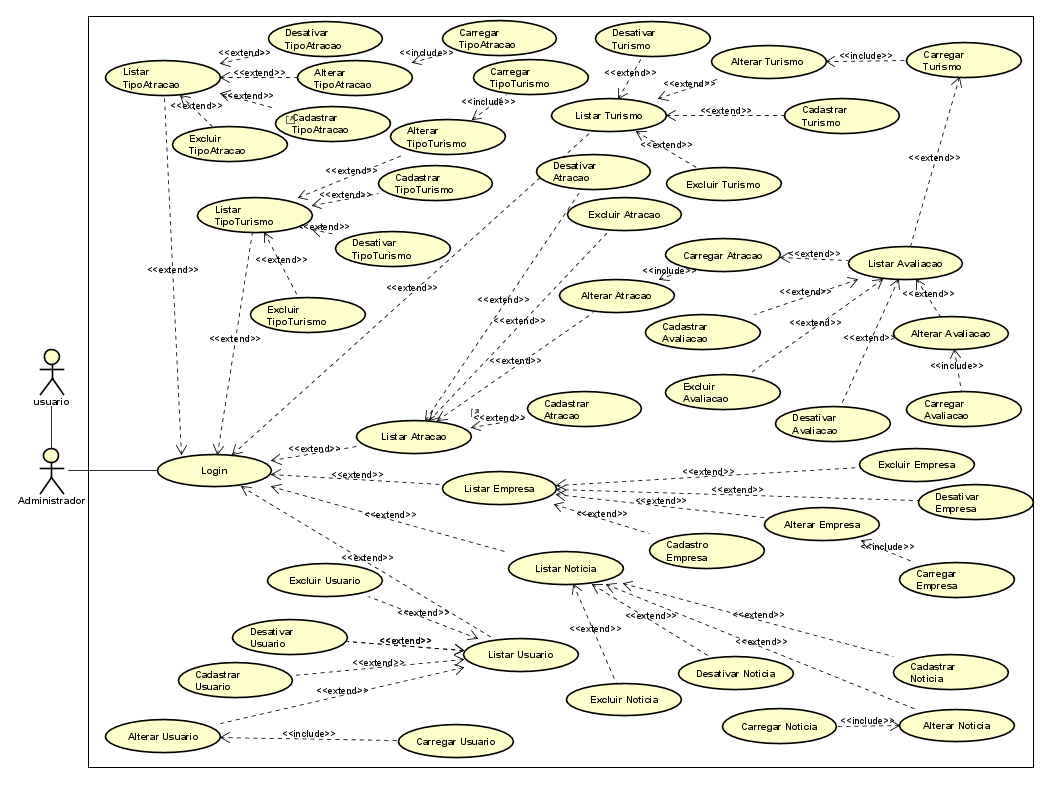 Desativar
TipoAtracao
Carregar
TipoAtracao
Desativar
Turismo
<<extend>>
<<include>>
<<include>>
Carregar
Turismo
Alterar Turismo
Listar
TipoAtracao
<<extend>>
Alterar
TipoAtracao
Carregar
TipoTurismo
<<extend>>
<<extend>>
<<extend>>
<<extend>>
<<include>>
Cadastrar
TipoAtracao
Listar Turismo
<<extend>>
Cadastrar
Turismo
Excluir
TipoAtracao
Alterar
TipoTurismo
<<extend>>
<<extend>>
<<extend>>
Desativar
Atracao
Excluir Turismo
Cadastrar
TipoTurismo
<<extend>>
Listar
TipoTurismo
Excluir Atracao
<<extend>>
Desativar
TipoTurismo
<<extend>>
Carregar Atracao
<<extend>>
Listar Avaliacao
<<extend>>
<<include>>
<<extend>>
Alterar Atracao
<<extend>>
<<extend>>
<<extend>>
Excluir
TipoTurismo
<<extend>>
<<extend>>
Cadastrar
Avaliacao
Alterar Avaliacao
<<extend>>
<<extend>>
<<extend>>
<<include>>
Excluir
Avaliacao
usuario
Cadastrar
Atracao
Carregar
Avaliacao
<<extend>>
Desativar
Avaliacao
Listar Atracao
<<extend>>
Login
Excluir Empresa
<<extend>>
<<extend>>
Listar Empresa
<<extend>>
Administrador
<<extend>>
Desativar
Empresa
<<extend>>
<<extend>>
Alterar Empresa
Cadastro
Empresa
<<include>>
<<extend>>
Listar Noticia
Excluir Usuario
Carregar
Empresa
<<extend>>
<<extend>>
<<extend>>
<<extend>>
Desativar
Usuario
<<extend>>
<<extend>>
Listar Usuario
<<extend>>
Cadastrar
Usuario
Desativar Noticia
Cadastrar
Noticia
<<extend>>
Excluir Noticia
Alterar Usuario
<<include>>
Carregar Usuario
Carregar Noticia
<<include>>
Alterar Noticia